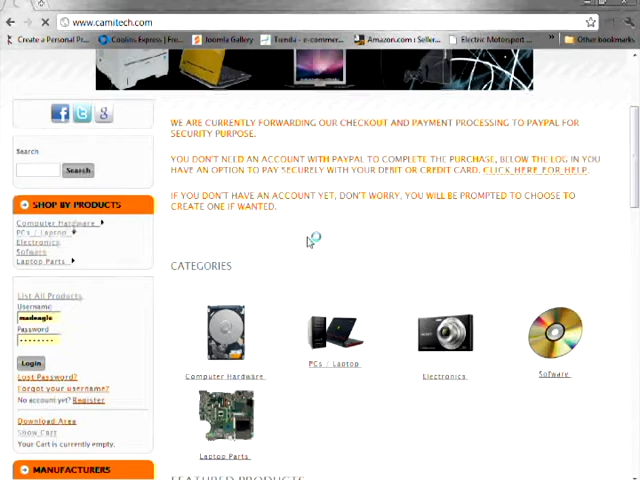 www.camitech.com
Create a Personal Pr...
Cookies Express | Fre...
Joomla Gallery
Tienda - e-commer...
Amazon.com : Seller...
Electric Motorsport ...
»
Other bookmarks
WE ARE CURRENTLY FORWARDING OUR CHECKOUT AND PAYMENT PROCESSING TO PAYPAL FOR
SECURITY PURPOSE.
YOU DON'T NEED AN ACCOUNT WITH PAYPAL TO COMPLETE THE PURCHASE, BELOW THE LOG IN YOU
HAVE AN OPTION TO PAY SECURELY WITH YOUR DEBIT OR CREDIT CARD. CLICK HERE FOR HELP.
IF YOU DON'T HAVE AN ACCOUNT YET, DON'T WORRY, YOU WILL BE PROMPTED TO CHOOSE TO
CREATE ONE IF WANTED.
Search
Search
SHOP BY PRODUCTS
Computer Hardware
PCs / Laptop
Electronics
Sofware
Laptop Parts
List All Products
Username
madeagle
Password
••••••••
Login
Lost Password?
Forgot your username?
No account yet? Register
Download Area
Show Cart
Your Cart is currently empty.
MANUFACTURERS
CATEGORIES
Computer Hardware
PCs / Laptop
Electronics
Sofware
Laptop Parts
FEATURED PRODUCTS